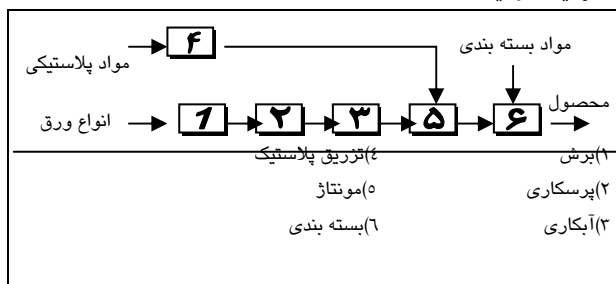 مواد بسته بندی
۴
مواد پلاستیکی
محصول
انواع ورق
۱ ۲ ۳ ۵ ۶
۱)برش
۴)تزریق پلاستیک
۲)پرسکاری
۵)مونتاژ
۳)آبکاری
۶)بسته بندی